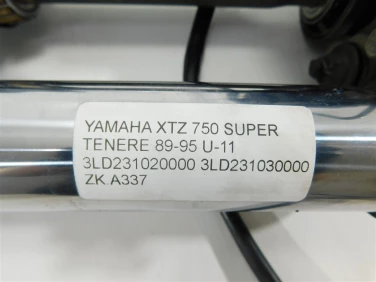 YAMAHA XTZ 750 SUPER
TENERE 89-95 U-11
3LD231020000 3LD231030000
ZK A337